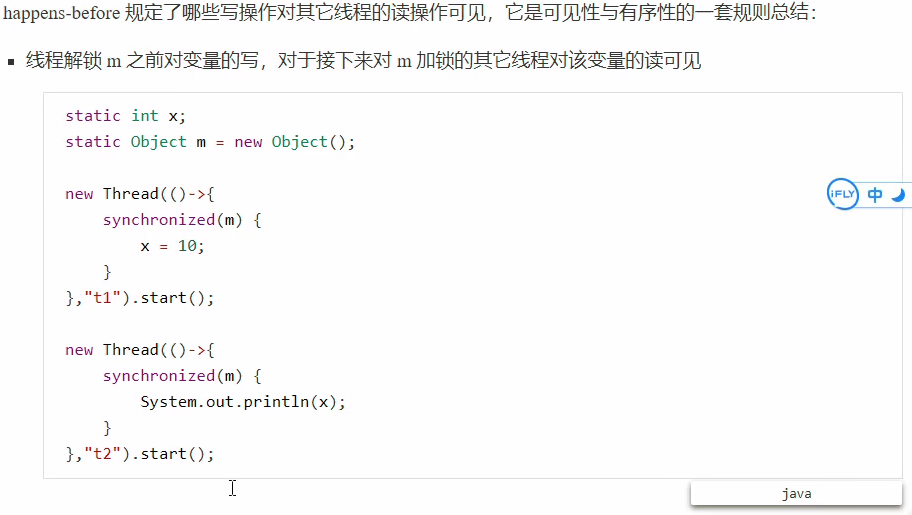 happens-before 规定了哪些写操作对其它线程的读操作可见，它是可见性与有序性的一套规则总结：
▪ 线程解锁 m 之前对变量的写，对于接下来对 m 加锁的其它线程对该变量的读可见
static int x;
static Object m = new Object();
new Thread(()->{
    synchronized(m) {
        x = 10;
    }
},"t1").start();
iFLY 中
new Thread(()->{
    synchronized(m) {
        System.out.println(x);
    }
},"t2").start();
java